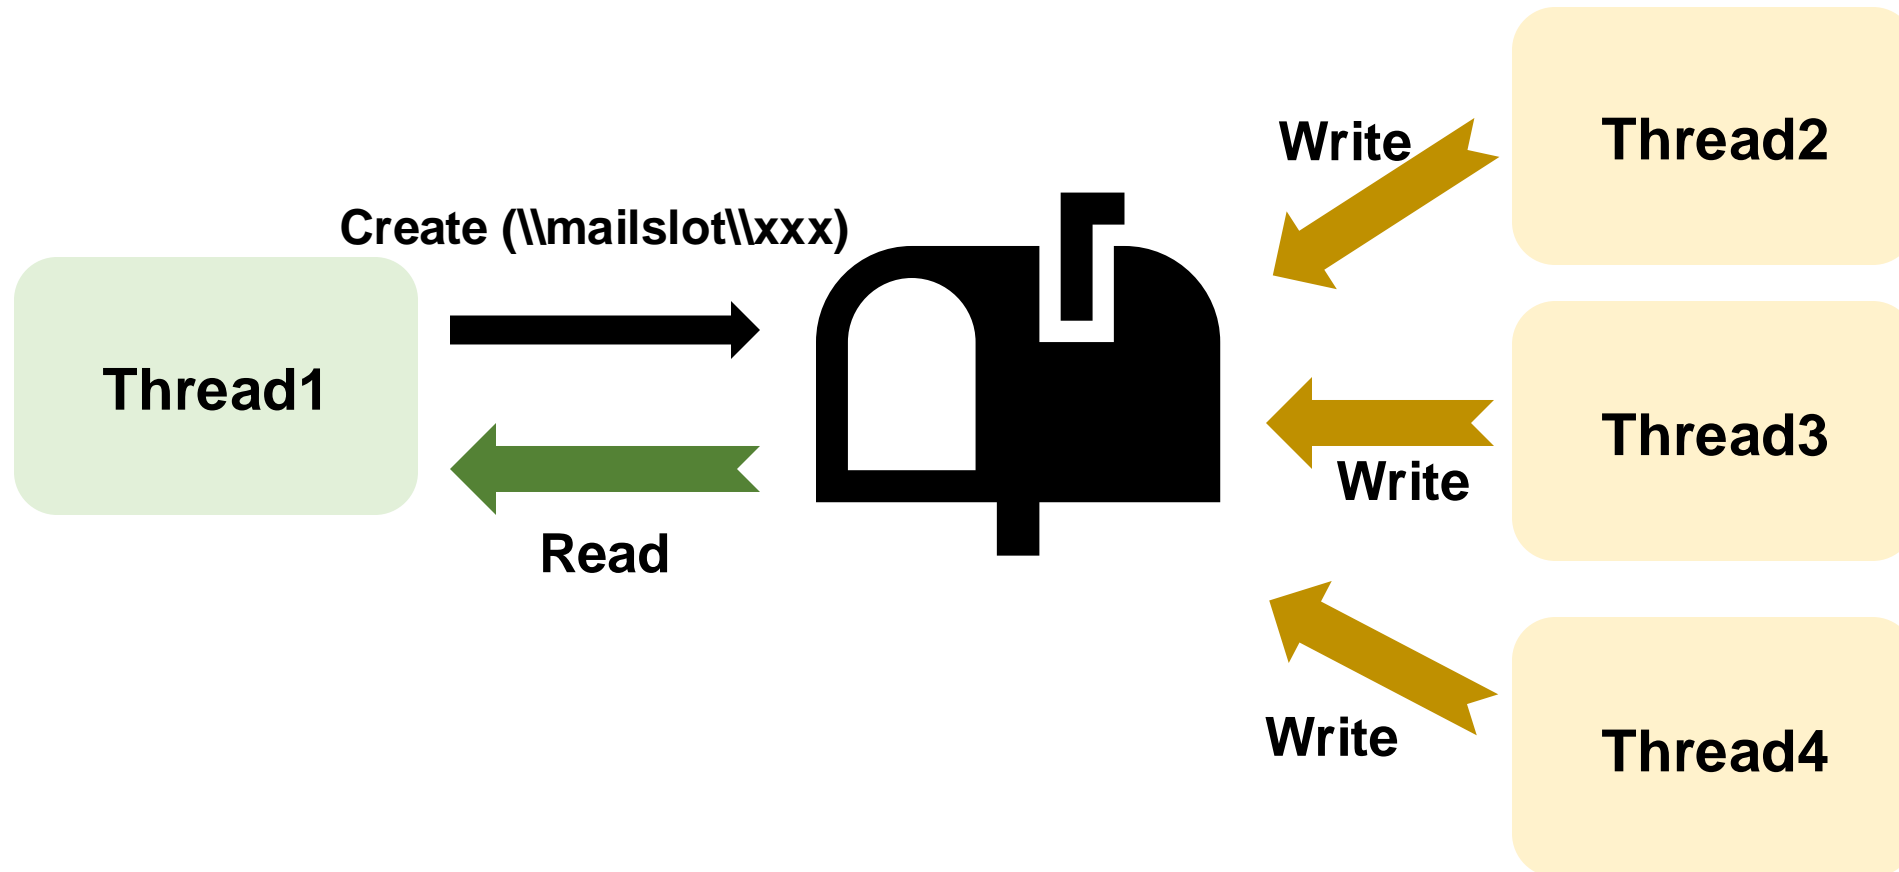 Create (\\mailslot\\xxx)
Thread1
Read
Write
Thread2
Write
Thread3
Write
Thread4